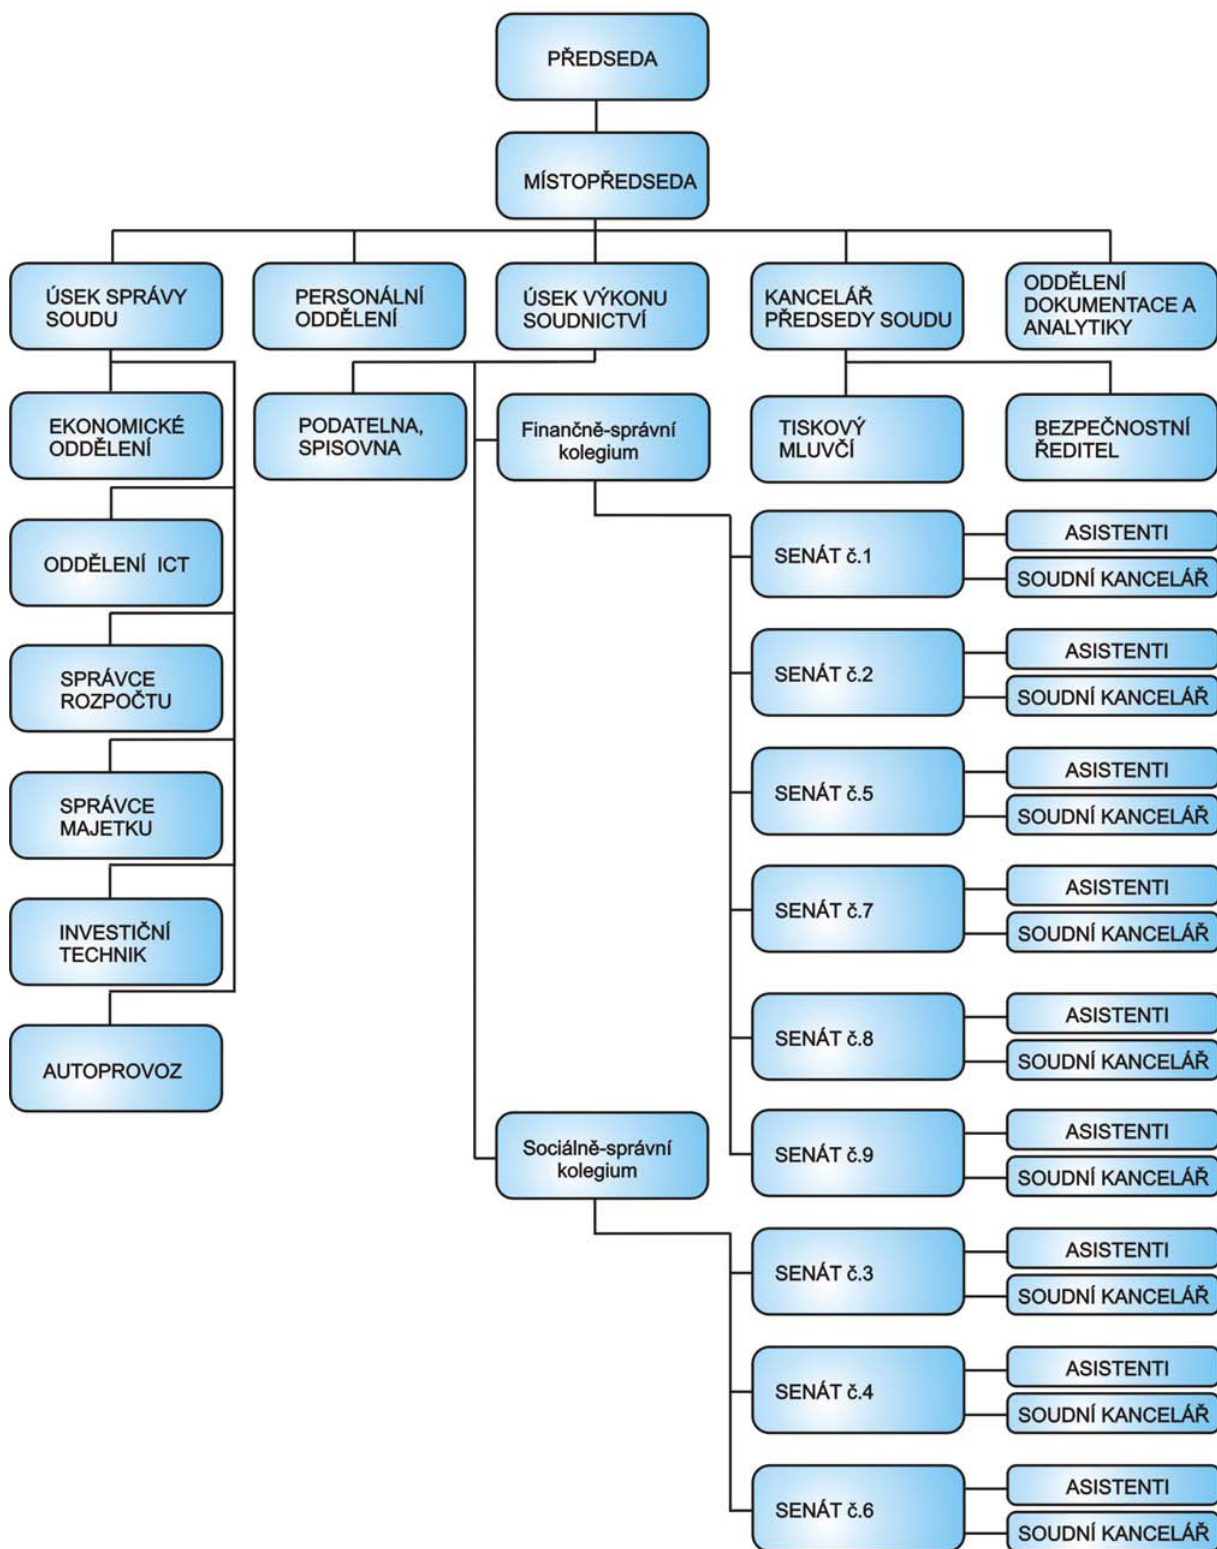 PŘEDSEDA
MÍSTOPŘEDSEDA
ÚSEK SPRÁVY
SOUDU
PERSONÁLNÍ
ODDĚLENÍ
ÚSEK VÝKONU
SOUDNICTVÍ
KANCELÁŘ
PŘEDSEDY SOUDU
ODDĚLENÍ
DOKUMENTACE A
ANALYTIKY
EKONOMICKÉ
ODDĚLENÍ
PODATELNA,
SPISOVNA
Finančně-správní
kolegium
TISKOVÝ
MLUVČÍ
BEZPEČNOSTNÍ
ŘEDITEL
ODDĚLENÍ ICT
SPRÁVCE
ROZPOČTU
SPRÁVCE
MAJETKU
INVESTIČNÍ
TECHNIK
AUTOPROVOZ
SENÁT č.1
ASISTENTI
SOUDNÍ KANCELÁŘ
SENÁT č.2
ASISTENTI
SOUDNÍ KANCELÁŘ
SENÁT č.5
ASISTENTI
SOUDNÍ KANCELÁŘ
SENÁT č.7
ASISTENTI
SOUDNÍ KANCELÁŘ
SENÁT č.8
ASISTENTI
SOUDNÍ KANCELÁŘ
SENÁT č.9
ASISTENTI
SOUDNÍ KANCELÁŘ
Sociálně-správní
kolegium
SENÁT č.3
ASISTENTI
SOUDNÍ KANCELÁŘ
SENÁT č.4
ASISTENTI
SOUDNÍ KANCELÁŘ
SENÁT č.6
ASISTENTI
SOUDNÍ KANCELÁŘ